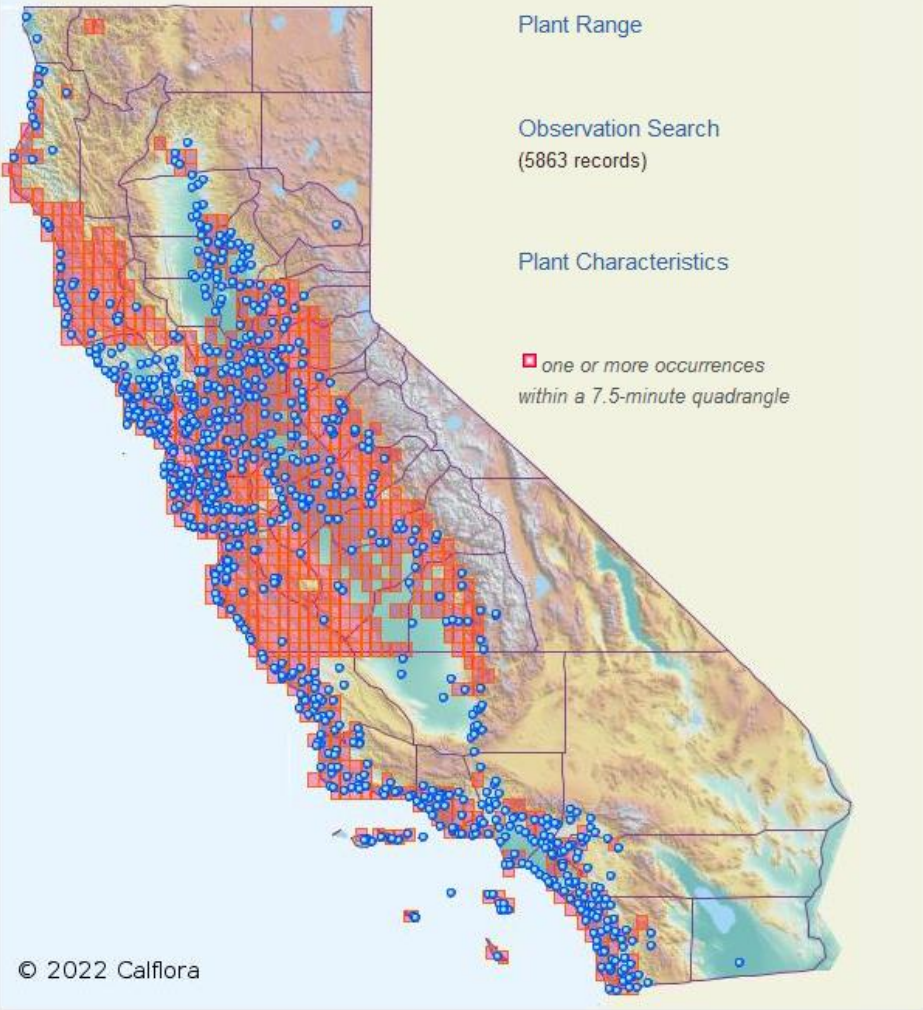 Plant Range
Observation Search
(5863 records)
Plant Characteristics
one or more occurrences
within a 7.5-minute quadrangle
© 2022 Calflora